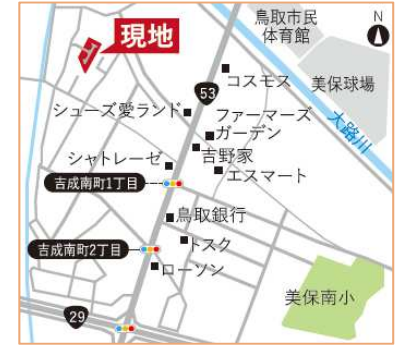 鳥取市民
体育館
N
現地
コスモス
美保球場
53
シューズ愛ランド
ファーマーズ
ガーデン
大路川
吉野家
シャトレーゼ
エスマート
吉成南町1丁目
鳥取銀行
トスク
吉成南町2丁目
ローソン
美保南小
29